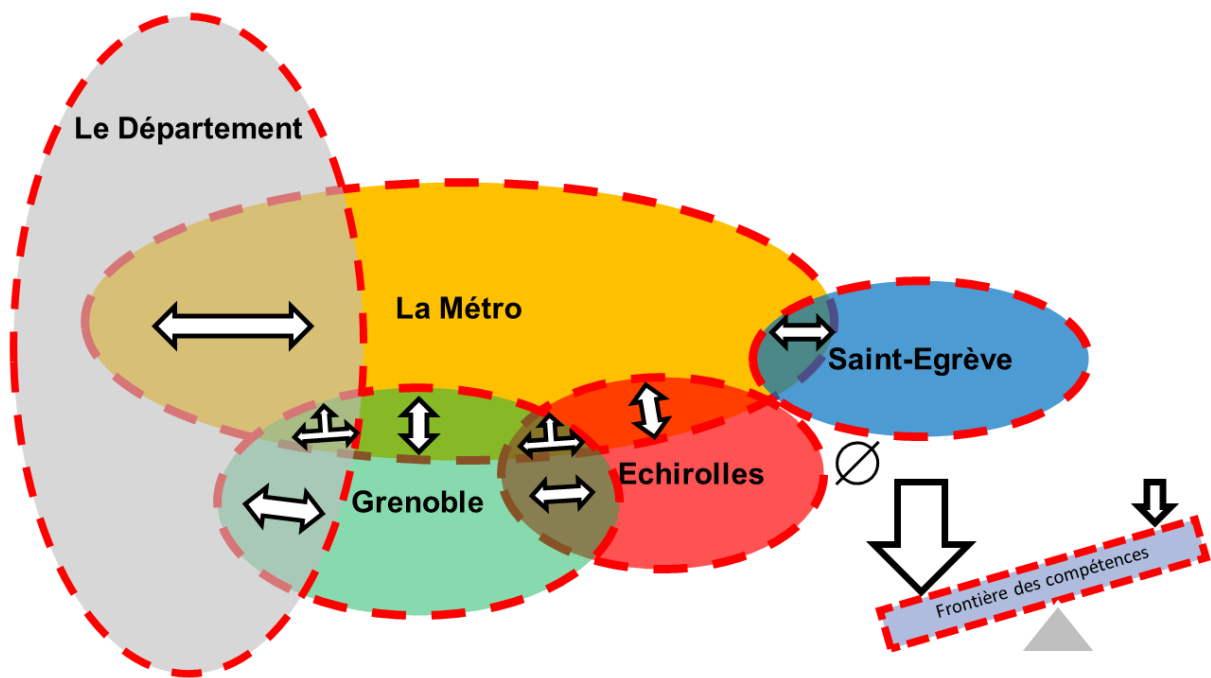 Le Département
La Métro
Saint-Egrève
Echirolles
Grenoble
∅
Frontière des compétences